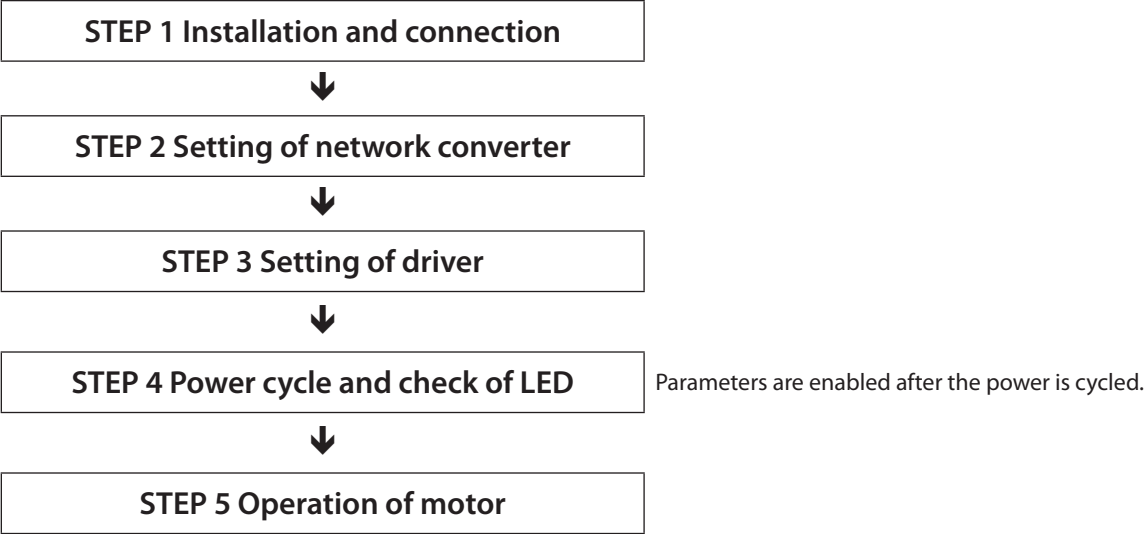 STEP 1 Installation and connection
STEP 2 Setting of network converter
STEP 3 Setting of driver
STEP 4 Power cycle and check of LED
Parameters are enabled after the power is cycled.
STEP 5 Operation of motor